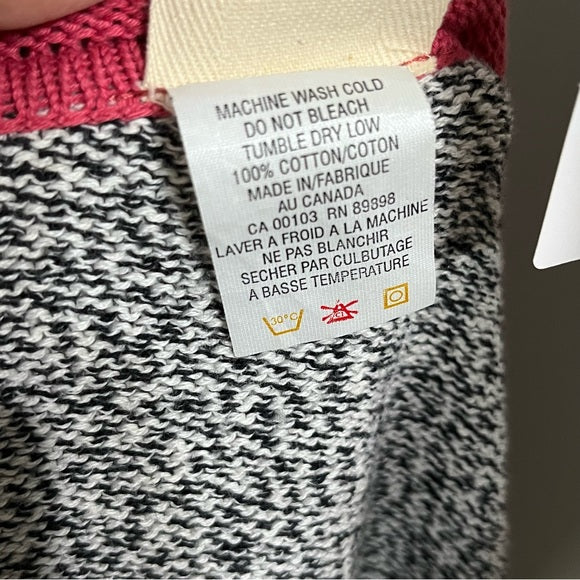 MACHINE WASH COLD
DO NOT BLEACH
TUMBLE DRY LOW
100% COTTON/COTON
MADE IN/FABRIQUE
AU CANADA
CA 00103 RN 89898
LAVER A FROID A LA MACHINE
NE PAS BLANCHIR
SECHER PAR CULBUTAGE
A BASSE TEMPERATURE
30°C CL